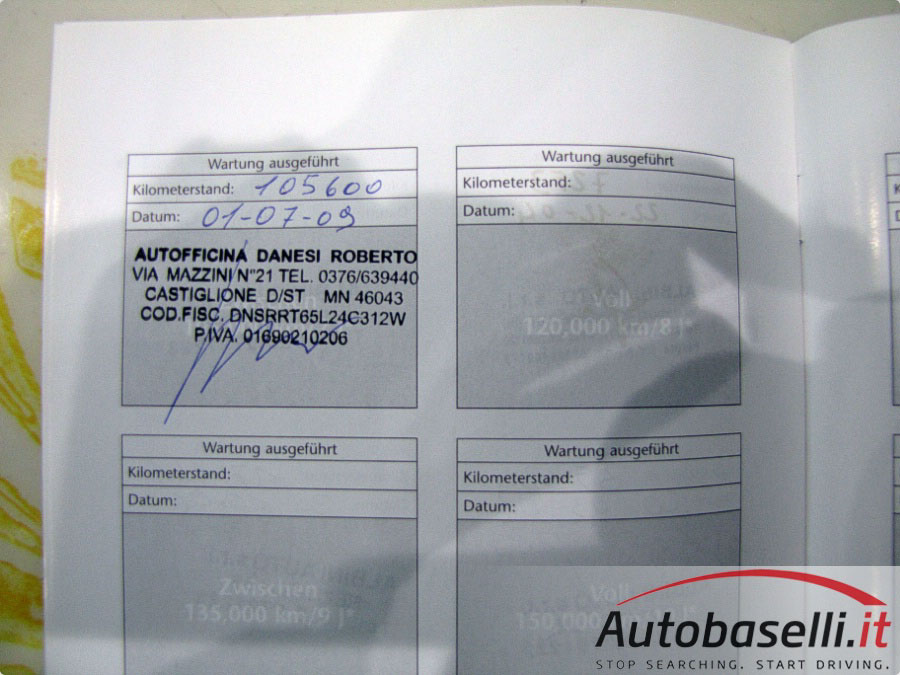 Wartung ausgeführt
Kilometerstand: 105600
Datum: 01-07-09
AUTOFFICINA DANESI ROBERTO
VIA MAZZINI N°21 TEL. 0376/639440
CASTIGLIONE D/ST MN 46043
COD.FISC. DNSRRT65L24C312W
P.IVA. 01690210206
Wartung ausgeführt
Kilometerstand:
Datum:
Voll
120,000 km/8 J*
Wartung ausgeführt
Kilometerstand:
Datum:
Zwischen
135,000 km/9 J*
Wartung ausgeführt
Kilometerstand:
Datum:
Voll
150,000
Autobaselli.it
STOP SEARCHING. START DRIVING.